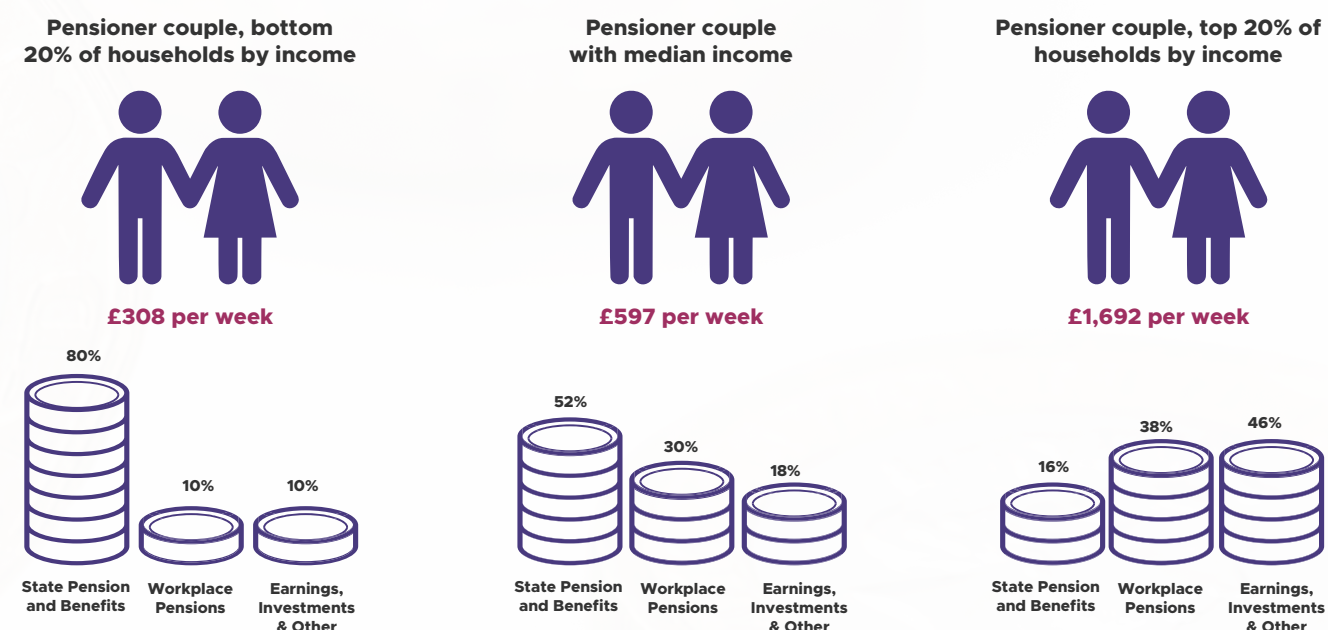 Pensioner couple, bottom
20% of households by income
£308 per week
80%
10%
10%
State Pension
and Benefits
Workplace
Pensions
Earnings,
Investments
& Other
Pensioner couple
with median income
£597 per week
52%
30%
18%
State Pension
and Benefits
Workplace
Pensions
Earnings,
Investments
& Other
Pensioner couple, top 20% of
households by income
£1,692 per week
16%
38%
46%
State Pension
and Benefits
Workplace
Pensions
Earnings,
Investments
& Other